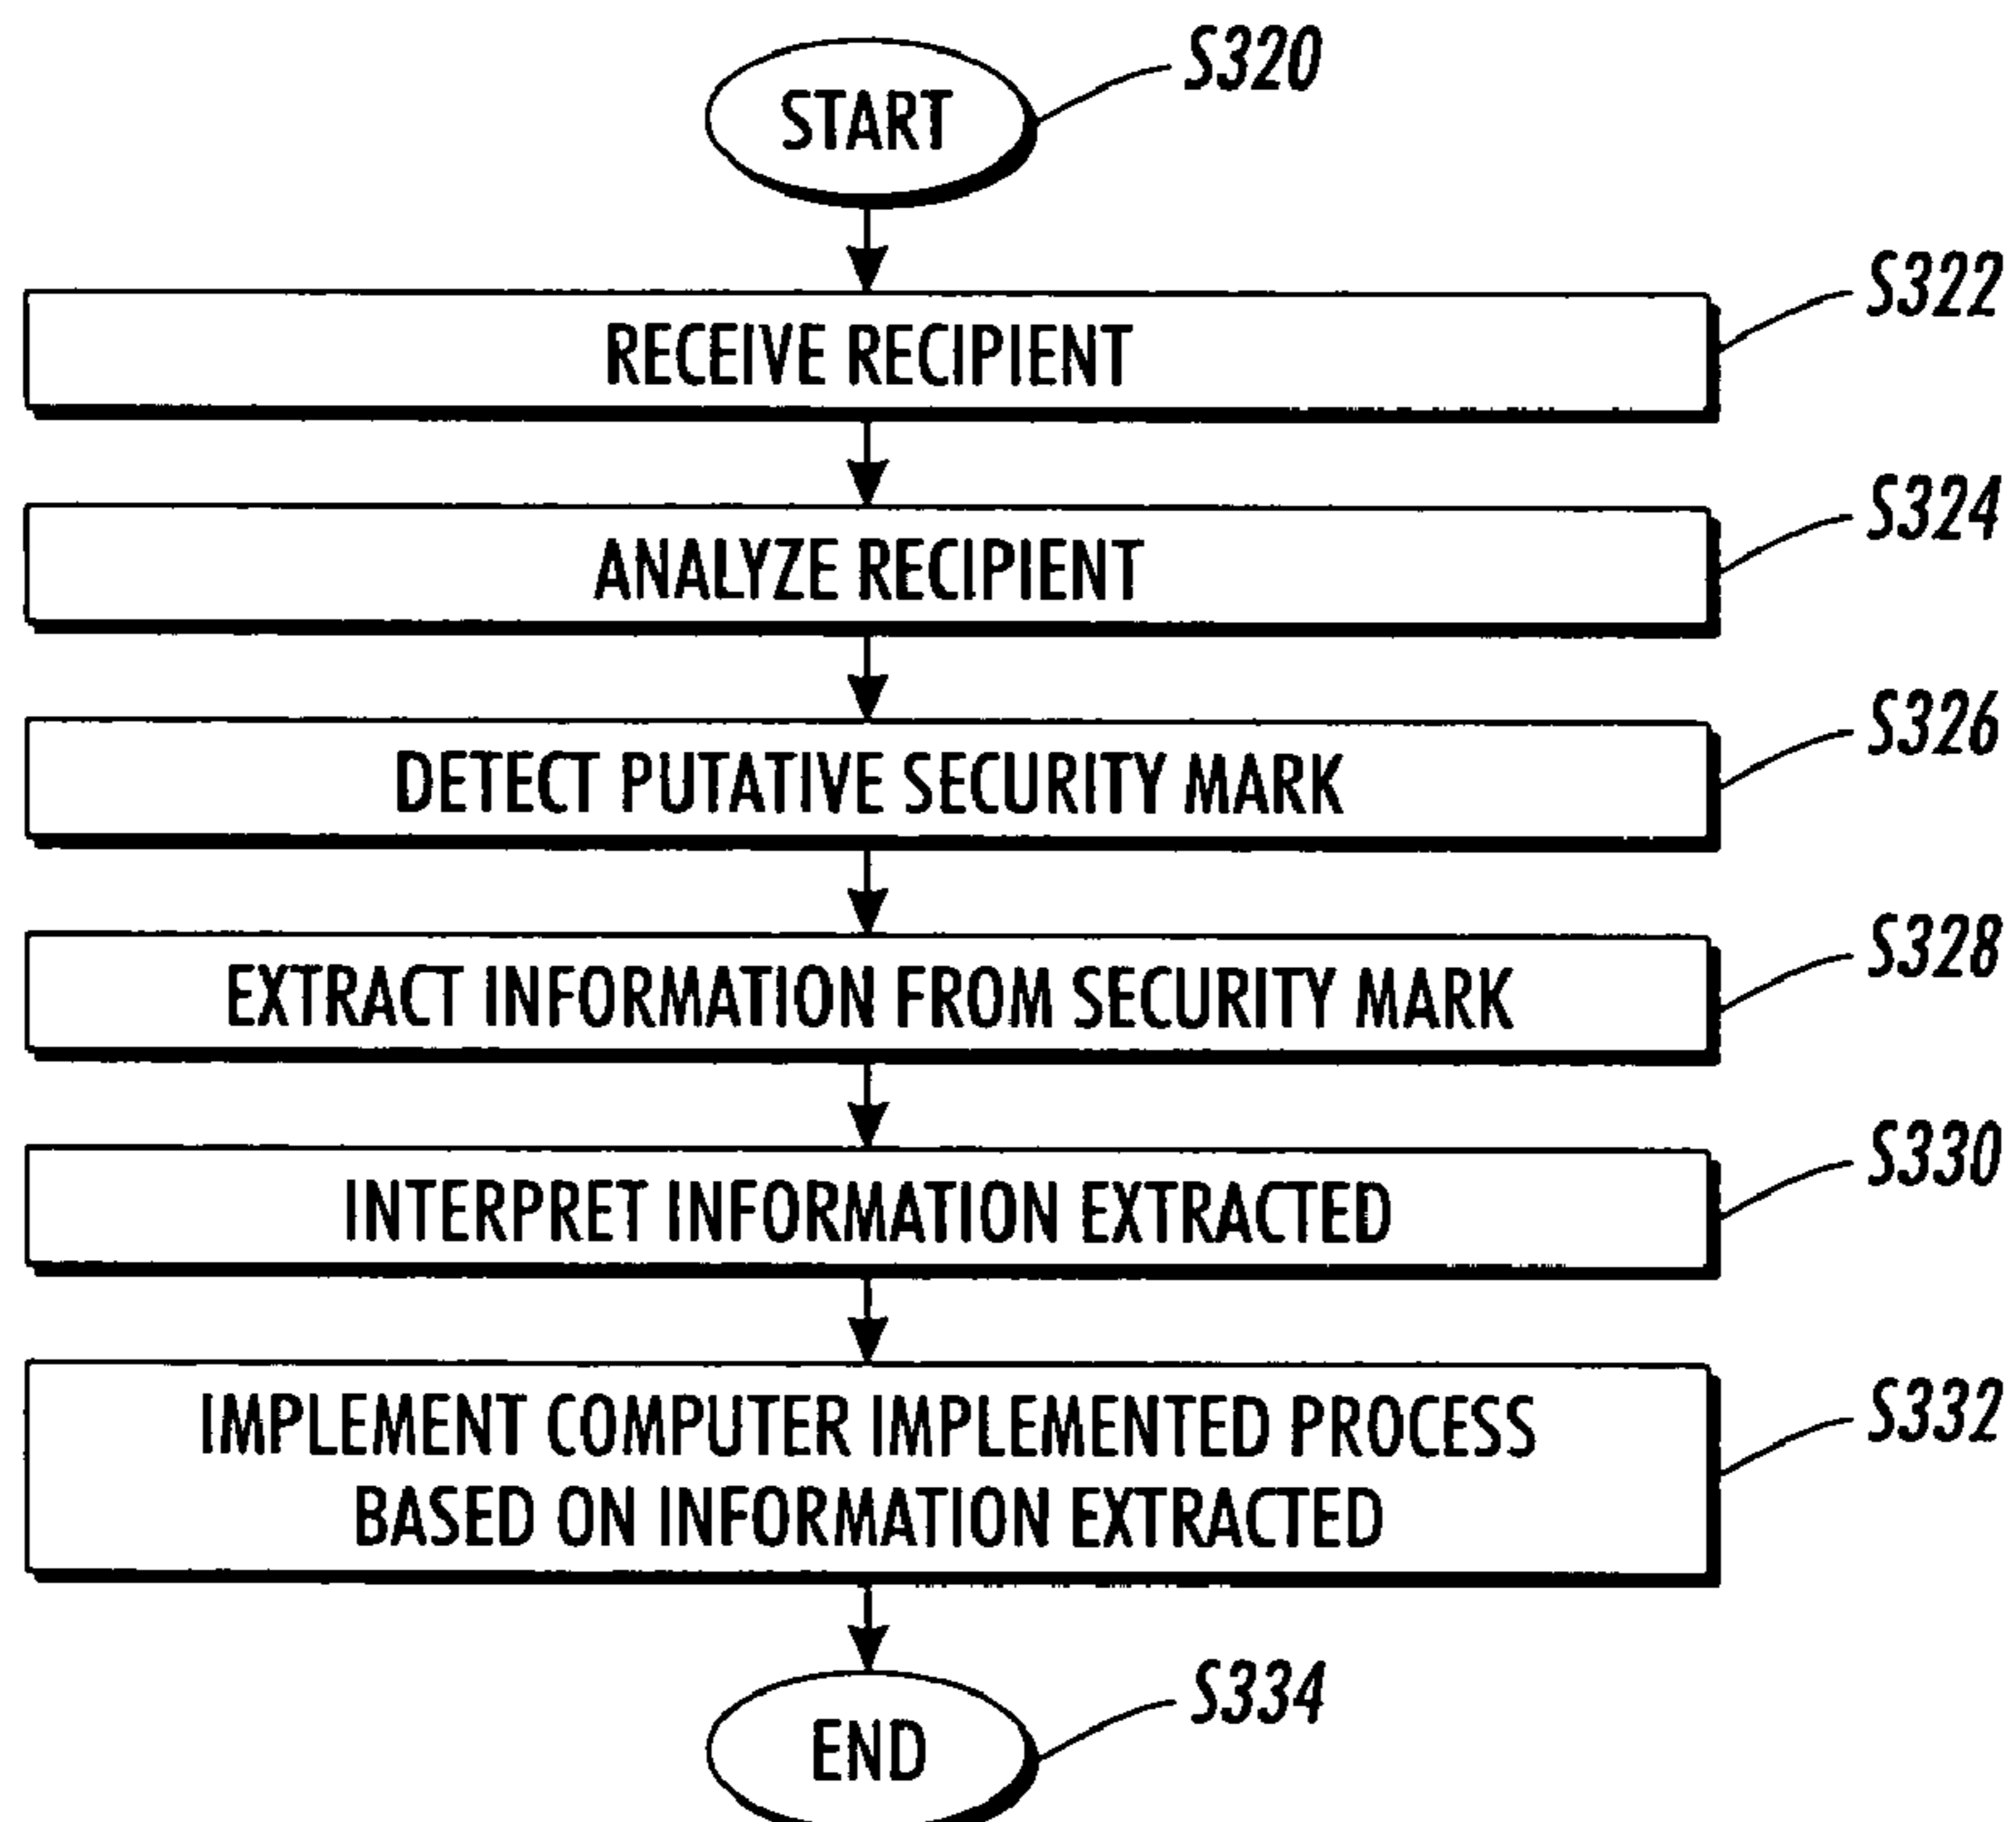 START
S320
RECEIVE RECIPIENT
S322
ANALYZE RECIPIENT
S324
DETECT PUTATIVE SECURITY MARK
S326
EXTRACT INFORMATION FROM SECURITY MARK
S328
INTERPRET INFORMATION EXTRACTED
S330
IMPLEMENT COMPUTER IMPLEMENTED PROCESS
BASED ON INFORMATION EXTRACTED
S332
END
S334